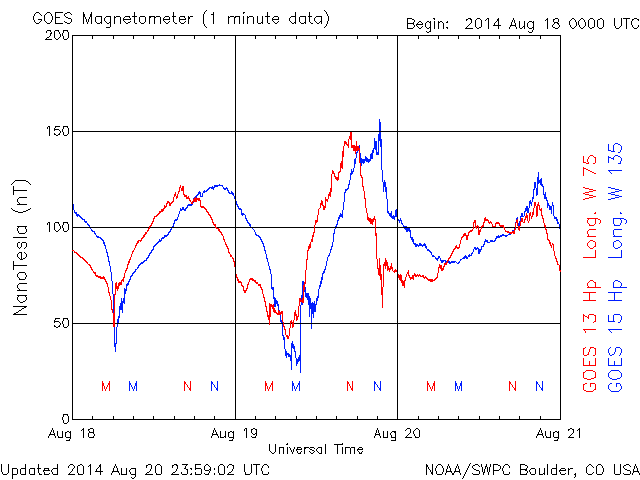 GOES Magnetometer (1 minute data)
Begin: 2014 Aug 18 0000 UTC
200
150
100
50
0
NanoTesla (nT)
M M N N M M N N M M N N
Aug 18 Aug 19 Aug 20 Aug 21
Universal Time
GOES 13 Hp Long. W 75
GOES 15 Hp Long. W 135
Updated 2014 Aug 20 23:59:02 UTC
NOAA/SWPC Boulder, CO USA